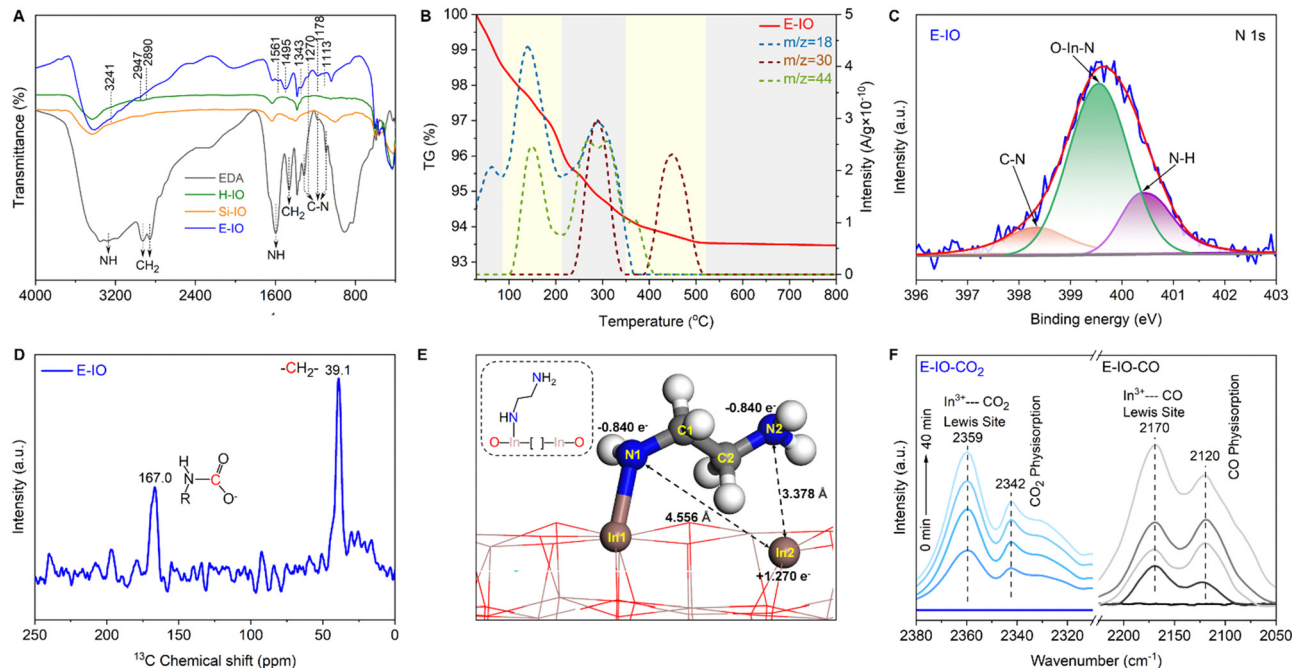 A
3241
2947
2890
1561
1495
1343
1270
1178
1113
Transmittance (%)
EDA
H-IO
Si-IO
E-IO
NH
CH2
NH
CH2
C-N
4000 3200 2400 1600 800
B
100
99
98
97
96
95
94
93
TG (%)
E-IO
m/z=18
m/z=30
m/z=44
5
4
3
2
1
0
Intensity (A/g×10-10)
100 200 300 400 500 600 700 800
Temperature (oC)
C
E-IO
N 1s
O-In-N
C-N
N-H
Intensity (a.u.)
396 397 398 399 400 401 402 403
Binding energy (eV)
D
E-IO
-CH2-
39.1
167.0
H
N
R
C
O
O-
Intensity (a.u.)
250 200 150 100 50 0
13C Chemical shift (ppm)
E
NH2
HN
O-In-[ ]-In-O
-0.840 e-
-0.840 e-
N1
C1
C2
N2
3.378 Å
4.556 Å
In1
In2
+1.270 e-
F
E-IO-CO2
E-IO-CO
In3+--- CO2
Lewis Site
2359
2342
CO2 Physisorption
In3+--- CO
Lewis Site
2170
2120
CO Physisorption
0 min
40 min
Intensity (a.u.)
2380 2360 2340 2320 2200 2150 2100 2050
Wavenumber (cm-1)